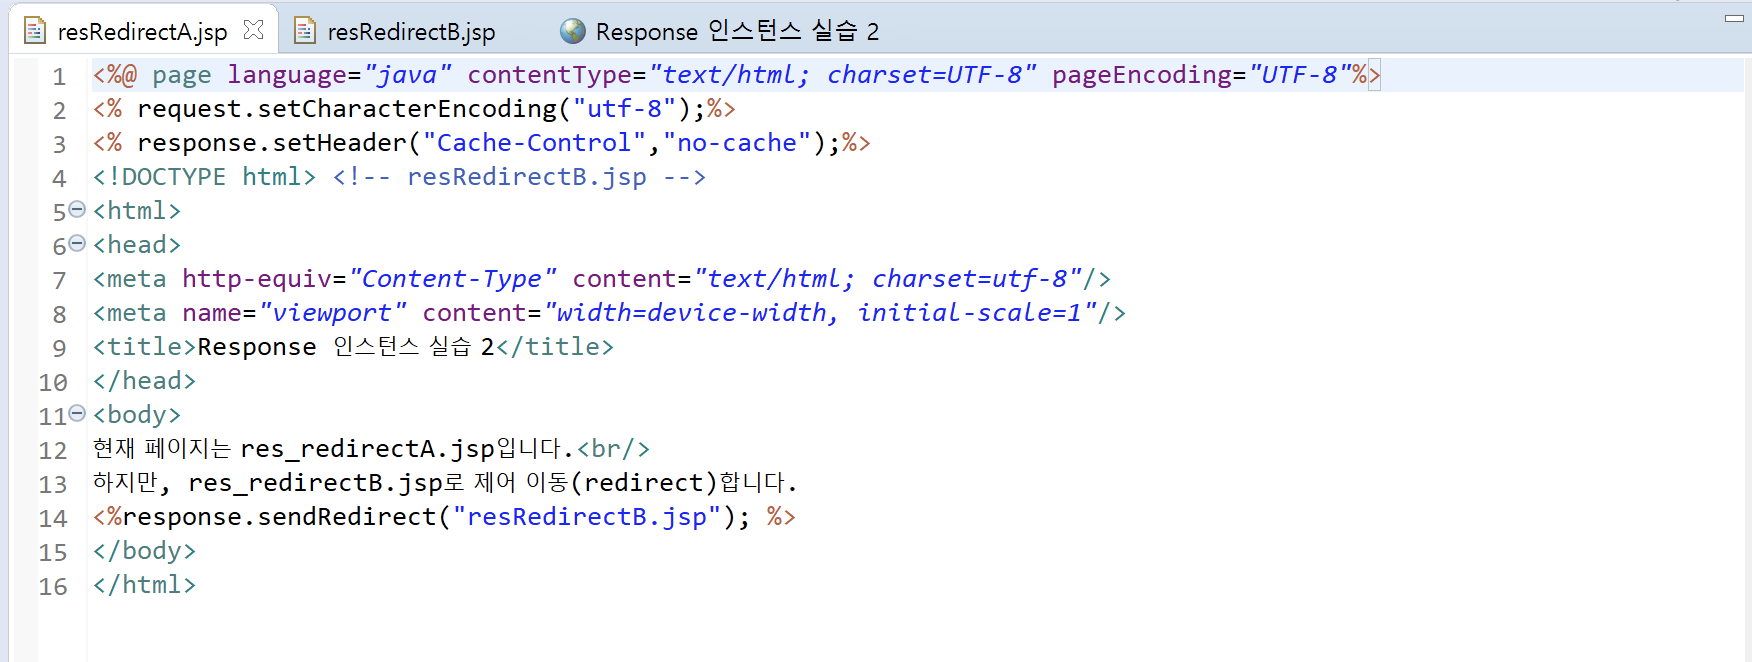 resRedirectA.jsp resRedirectB.jsp Response 인스턴스 실습 2
1 <%@ page language="java" contentType="text/html; charset=UTF-8" pageEncoding="UTF-8"%>
2 <% request.setCharacterEncoding("utf-8");%>
3 <% response.setHeader("Cache-Control","no-cache");%>
4 <!DOCTYPE html> <!-- resRedirectB.jsp -->
5 <html>
6 <head>
7 <meta http-equiv="Content-Type" content="text/html; charset=utf-8"/>
8 <meta name="viewport" content="width=device-width, initial-scale=1"/>
9 <title>Response 인스턴스 실습 2</title>
10 </head>
11 <body>
12 현재 페이지는 res_redirectA.jsp입니다.<br/>
13 하지만, res_redirectB.jsp로 제어 이동(redirect)합니다.
14 <%response.sendRedirect("resRedirectB.jsp"); %>
15 </body>
16 </html>